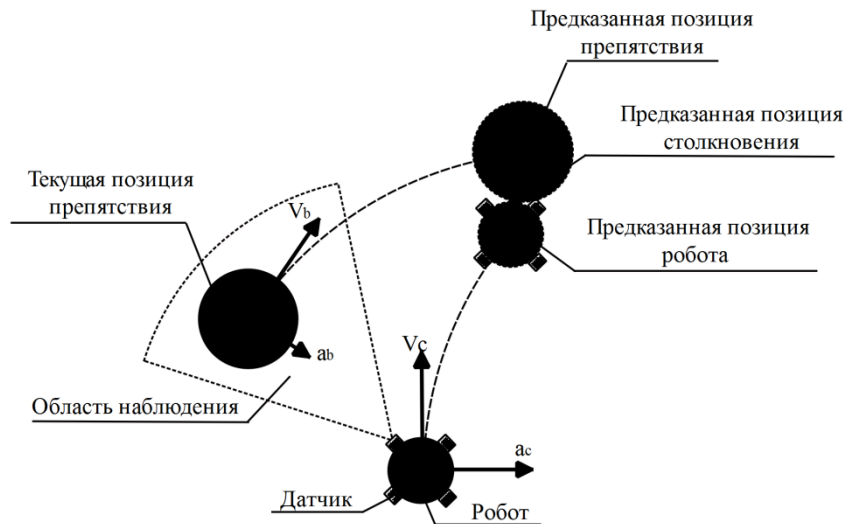 Предказанная позиция
препятствия
Предказанная позиция
столкновения
Текущая позиция
препятствия
Vb
Предказанная позиция
робота
Vc
ab
Область наблюдения
ac
Датчик
Робот